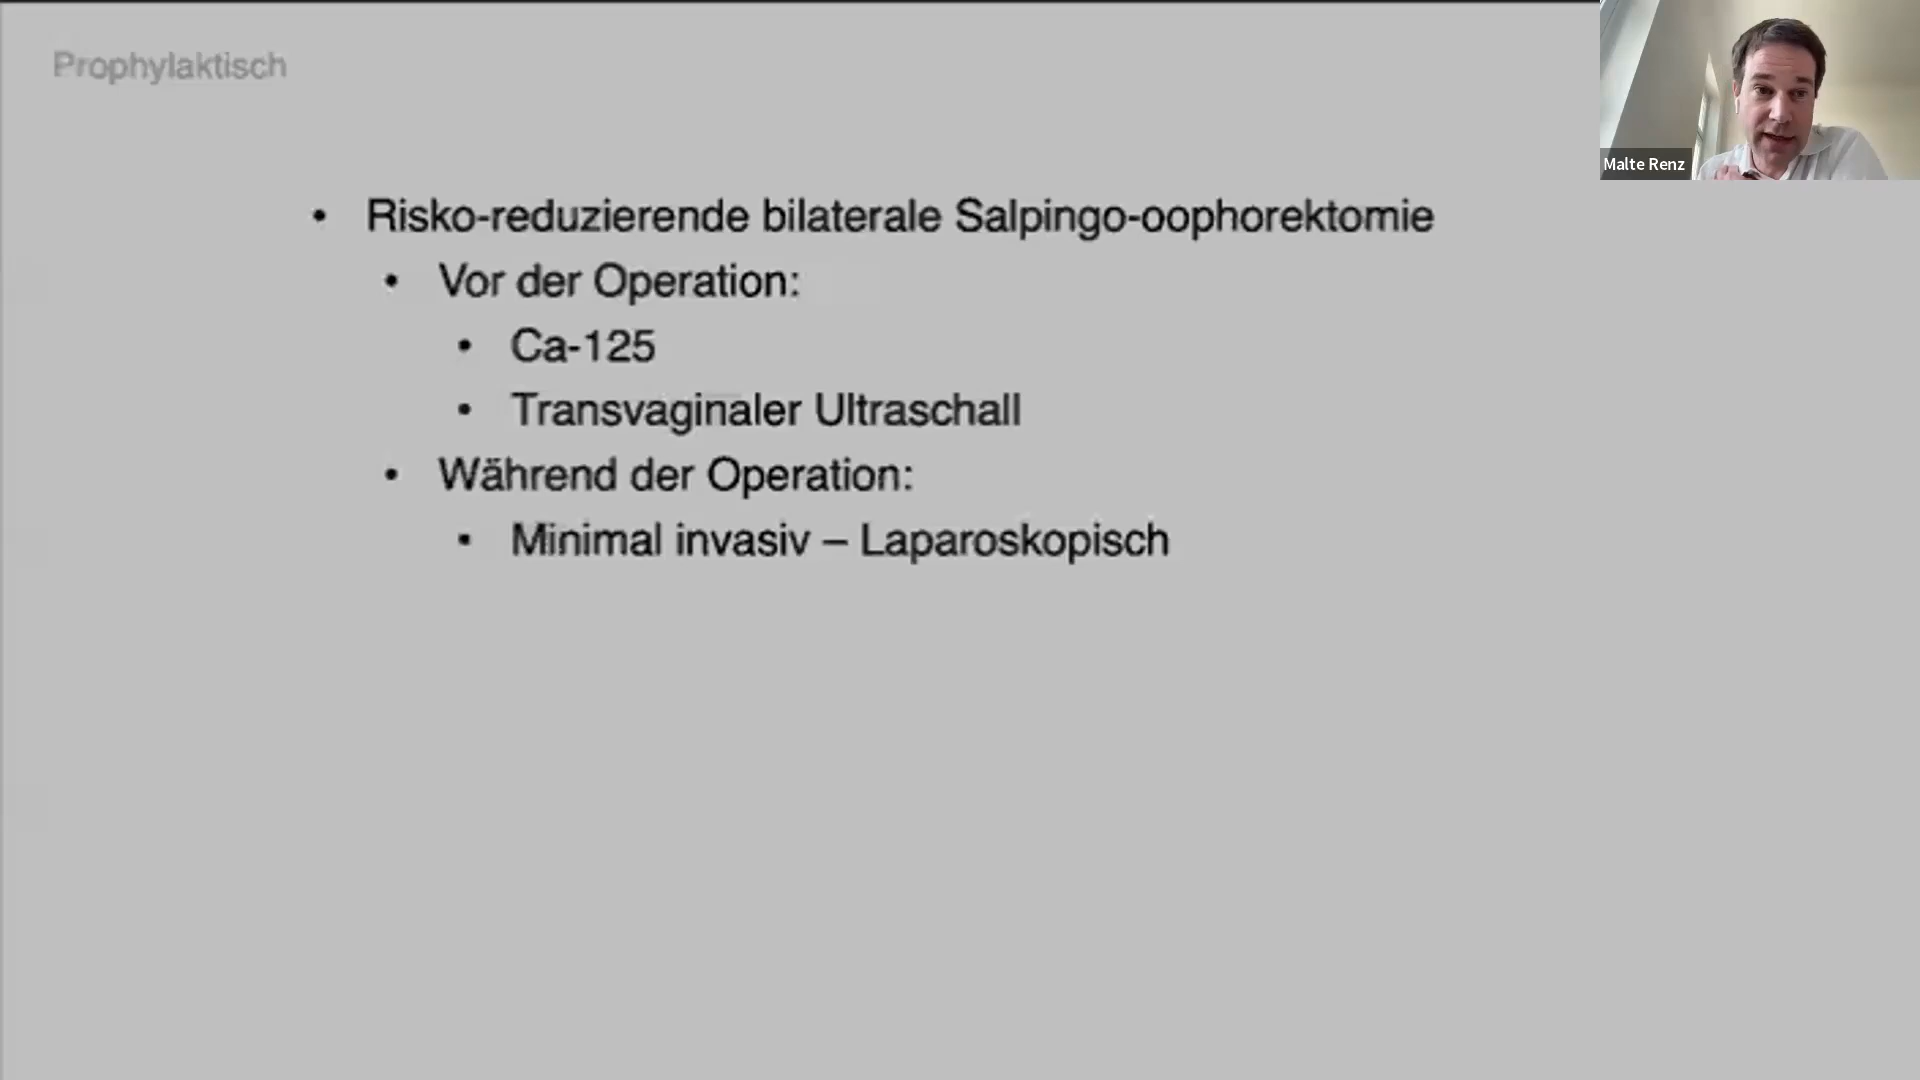 Prophylaktisch
Malte Renz
• Risko-reduzierende bilaterale Salpingo-oophorektomie
• Vor der Operation:
• Ca-125
• Transvaginaler Ultraschall
• Während der Operation:
• Minimal invasiv – Laparoskopisch